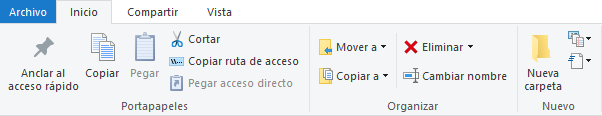 Archivo Inicio Compartir Vista
Anclar al
acceso rápido
Copiar
Pegar
Cortar
Copiar ruta de acceso
Pegar acceso directo
Portapapeles
Mover a
Copiar a
Eliminar
Cambiar nombre
Organizar
Nueva
carpeta
Nuevo